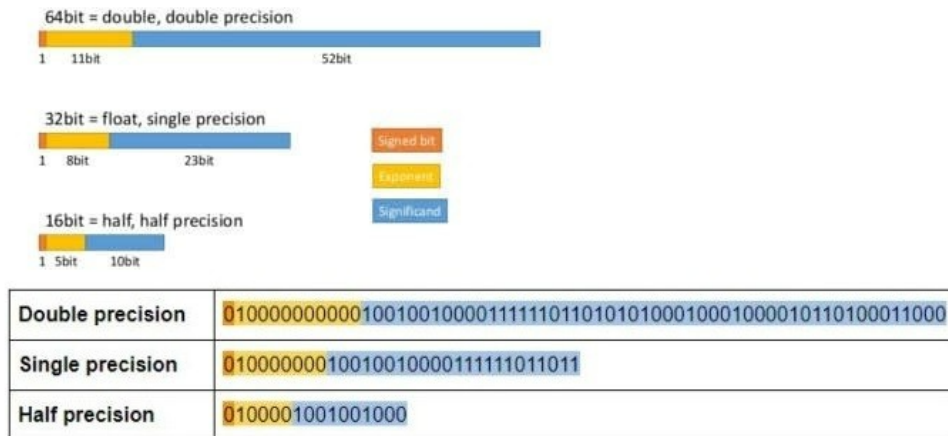 64bit = double, double precision
1 11bit 52bit
32bit = float, single precision
1 8bit 23bit
Signed bit
Exponent
Significand
16bit = half, half precision
1 5bit 10bit
Double precision 0100000000001001001000011111101101010100010001000010110100011000
Single precision 01000000010010010000111111011011
Half precision 0100001001001000